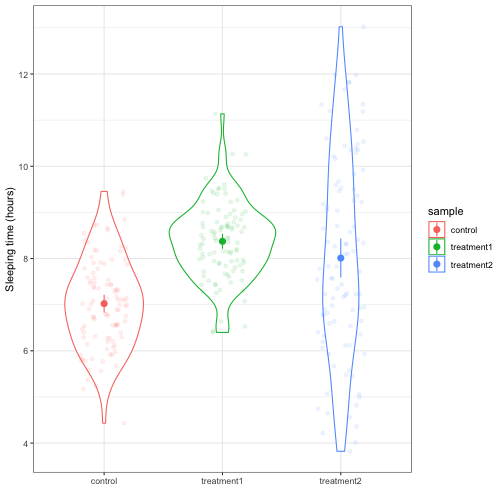 12
10
8
6
4
Sleeping time (hours)
control
treatment1
treatment2
sample
control
treatment1
treatment2